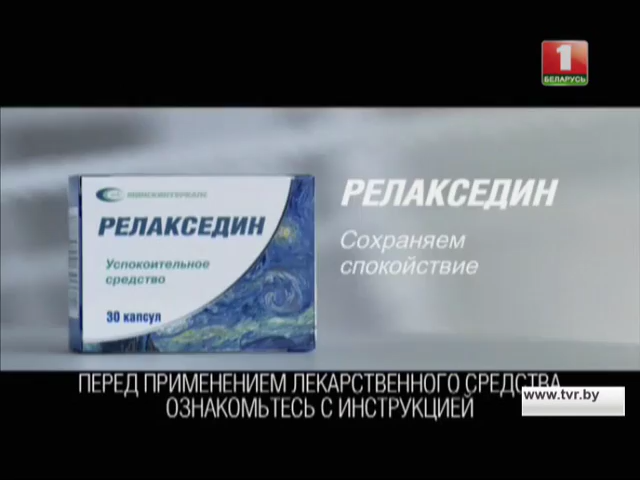 1
БЕЛАРУСЬ
МИНСКИНТЕРКАПС
РЕЛАКСЕДИН
Успокоительное
средство
30 капсул
РЕЛАКСЕДИН
Сохраняем
спокойствие
ПЕРЕД ПРИМЕНЕНИЕМ ЛЕКАРСТВЕННОГО СРЕДСТВА
ОЗНАКОМЬТЕСЬ С ИНСТРУКЦИЕЙ
www.tvr.by